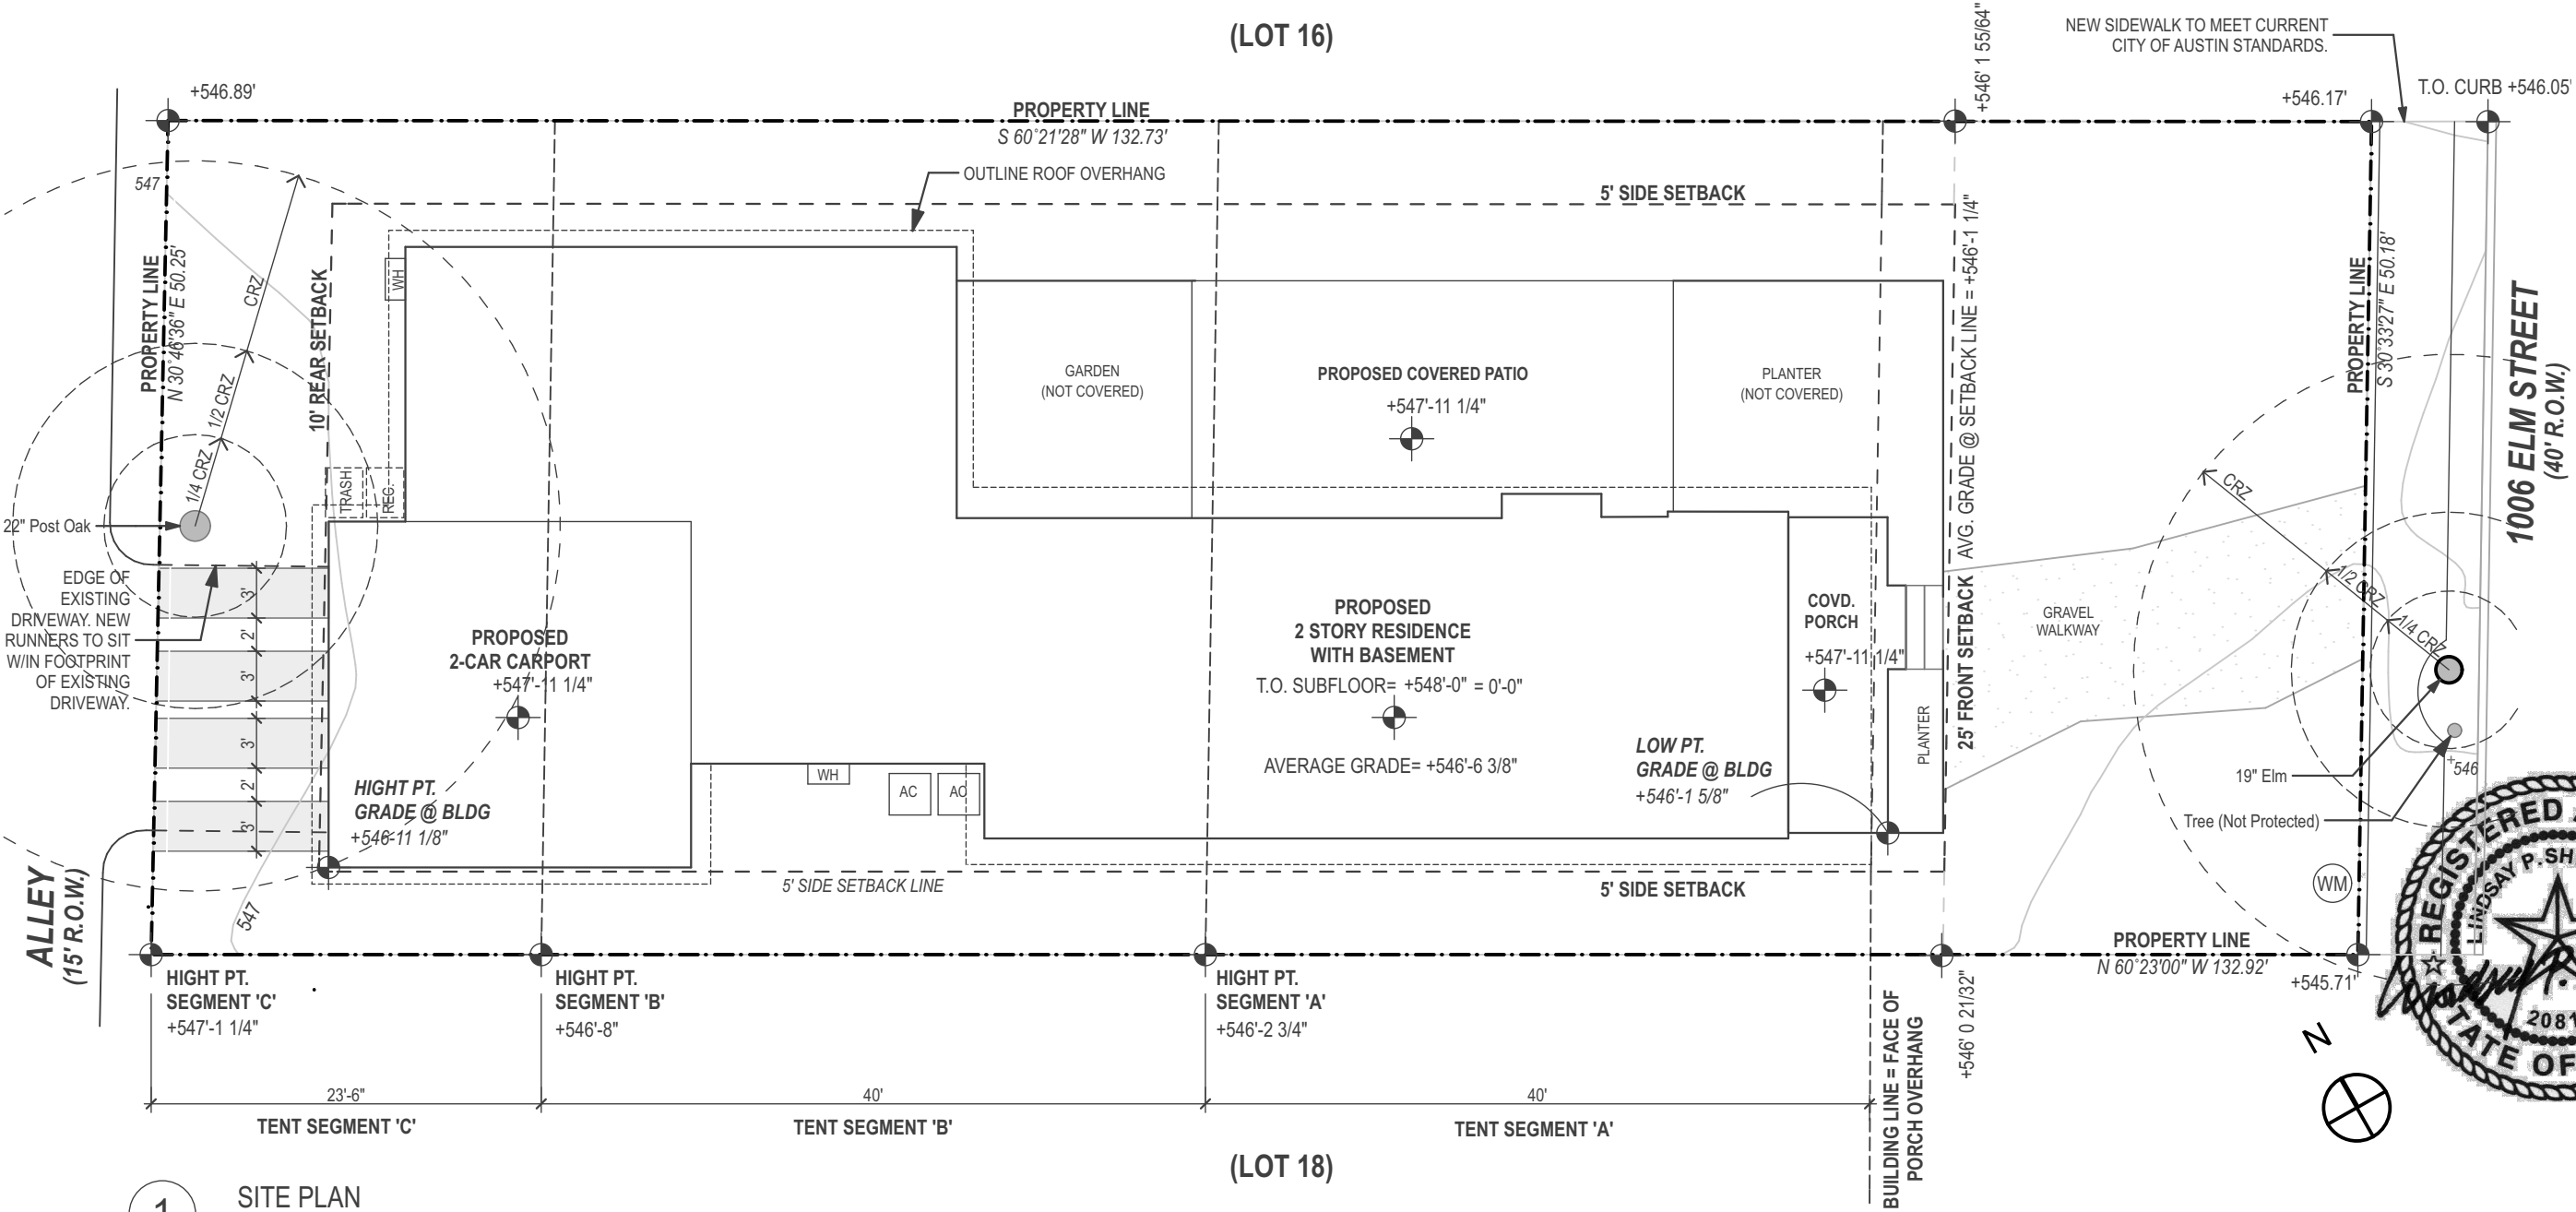 (LOT 16)
NEW SIDEWALK TO MEET CURRENT
CITY OF AUSTIN STANDARDS.
+546' 1 55/64"
T.O. CURB +546.05'
+546.89'
+546.17'
PROPERTY LINE
S 60°21'28" W 132.73'
OUTLINE ROOF OVERHANG
547
5' SIDE SETBACK
PROPERTY LINE
N 30°46'36" E 50.25'
CRZ
1/2 CRZ
1/4 CRZ
10' REAR SETBACK
WH
TRASH
REC.
GARDEN
(NOT COVERED)
PROPOSED COVERED PATIO
+547'-11 1/4"
PLANTER
(NOT COVERED)
25' FRONT SETBACK
AVG. GRADE @ SETBACK LINE = +546'-1 1/4"
PROPERTY LINE
S 30°33'27" E 50.18'
1006 ELM STREET
(40' R.O.W.)
22" Post Oak
EDGE OF
EXISTING
DRIVEWAY. NEW
RUNNERS TO SIT
W/IN FOOTPRINT
OF EXISTING
DRIVEWAY.
3'
2'
3'
3'
2'
3'
PROPOSED
2-CAR CARPORT
+547'-11 1/4"
HIGHT PT.
GRADE @ BLDG
+546-11 1/8"
WH
AC
AC
PROPOSED
2 STORY RESIDENCE
WITH BASEMENT
T.O. SUBFLOOR= +548'-0" = 0'-0"
AVERAGE GRADE= +546'-6 3/8"
LOW PT.
GRADE @ BLDG
+546'-1 5/8"
COVD.
PORCH
+547'-11 1/4"
PLANTER
GRAVEL
WALKWAY
CRZ
1/2 CRZ
1/4 CRZ
19" Elm
Tree (Not Protected)
546
WM
ALLEY
(15' R.O.W.)
547
5' SIDE SETBACK LINE
5' SIDE SETBACK
PROPERTY LINE
N 60°23'00" W 132.92'
+545.71'
HIGHT PT.
SEGMENT 'C'
+547'-1 1/4"
HIGHT PT.
SEGMENT 'B'
+546'-8"
HIGHT PT.
SEGMENT 'A'
+546'-2 3/4"
+546' 0 21/32"
BUILDING LINE = FACE OF
PORCH OVERHANG
23'-6"
40'
40'
TENT SEGMENT 'C'
TENT SEGMENT 'B'
TENT SEGMENT 'A'
(LOT 18)
N
REGISTERED
LINDSAY P. SH
2081
STATE OF
1
SITE PLAN